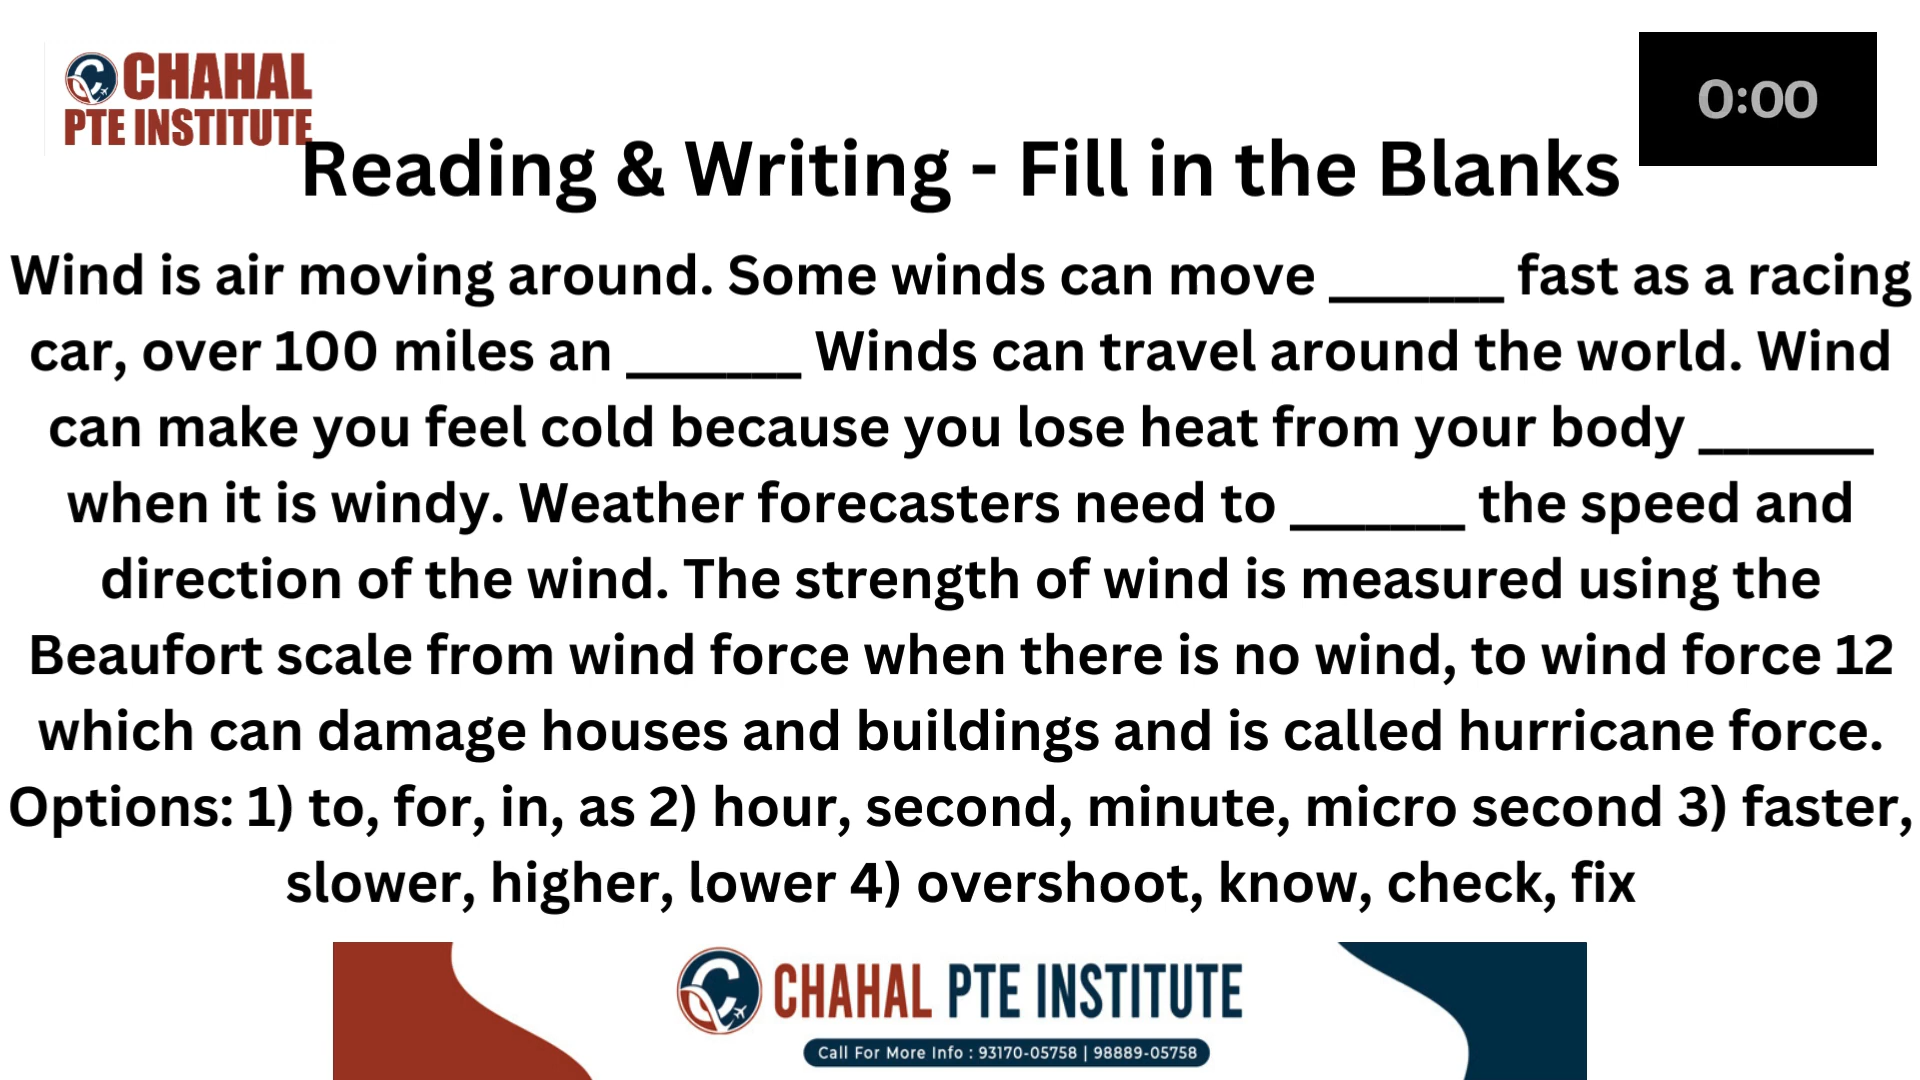 CHAHAL
PTE INSTITUTE
0:00
Reading & Writing - Fill in the Blanks
Wind is air moving around. Some winds can move _______ fast as a racing
car, over 100 miles an _______ Winds can travel around the world. Wind
can make you feel cold because you lose heat from your body _______
when it is windy. Weather forecasters need to _______ the speed and
direction of the wind. The strength of wind is measured using the
Beaufort scale from wind force when there is no wind, to wind force 12
which can damage houses and buildings and is called hurricane force.
Options: 1) to, for, in, as 2) hour, second, minute, micro second 3) faster,
slower, higher, lower 4) overshoot, know, check, fix
CHAHAL PTE INSTITUTE
Call For More Info : 93170-05758 | 98889-05758